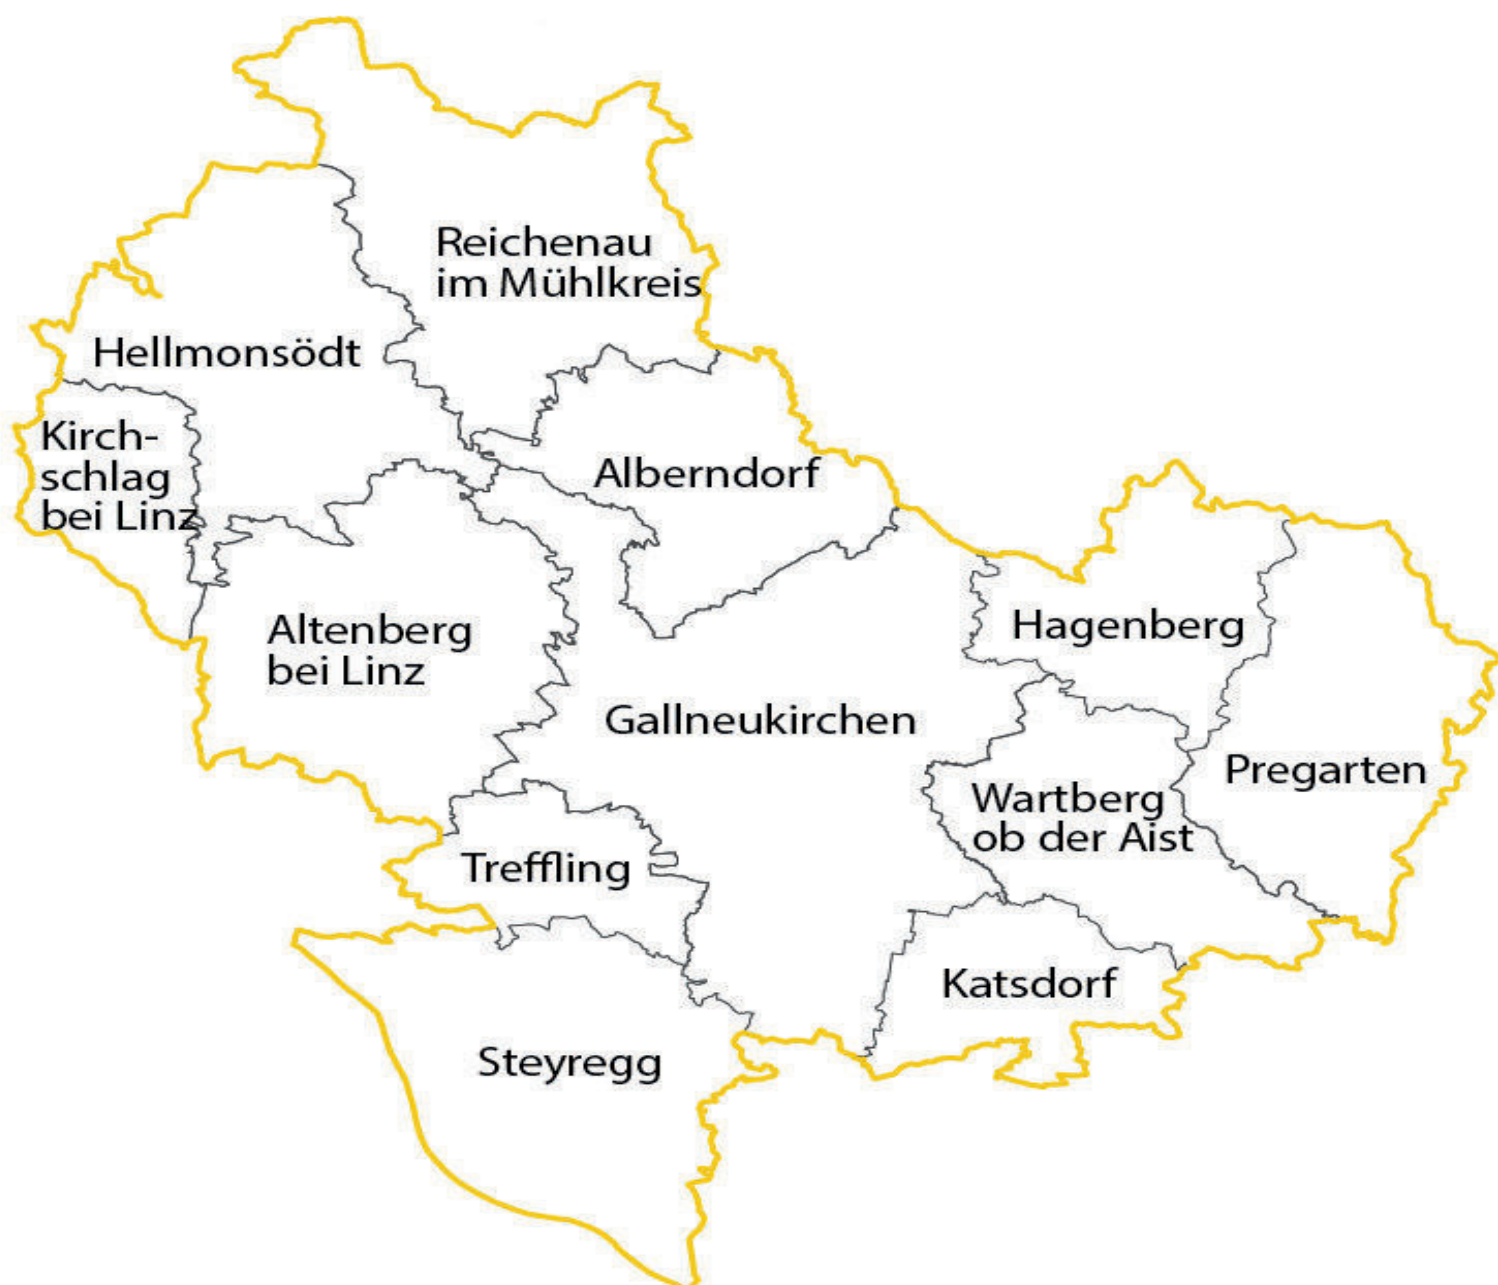 Reichenau
im Mühlkreis
Hellmonsödt
Kirch-
schlag
bei Linz
Alberndorf
Altenberg
bei Linz
Hagenberg
Gallneukirchen
Pregarten
Wartberg
ob der Aist
Treffling
Katsdorf
Steyregg